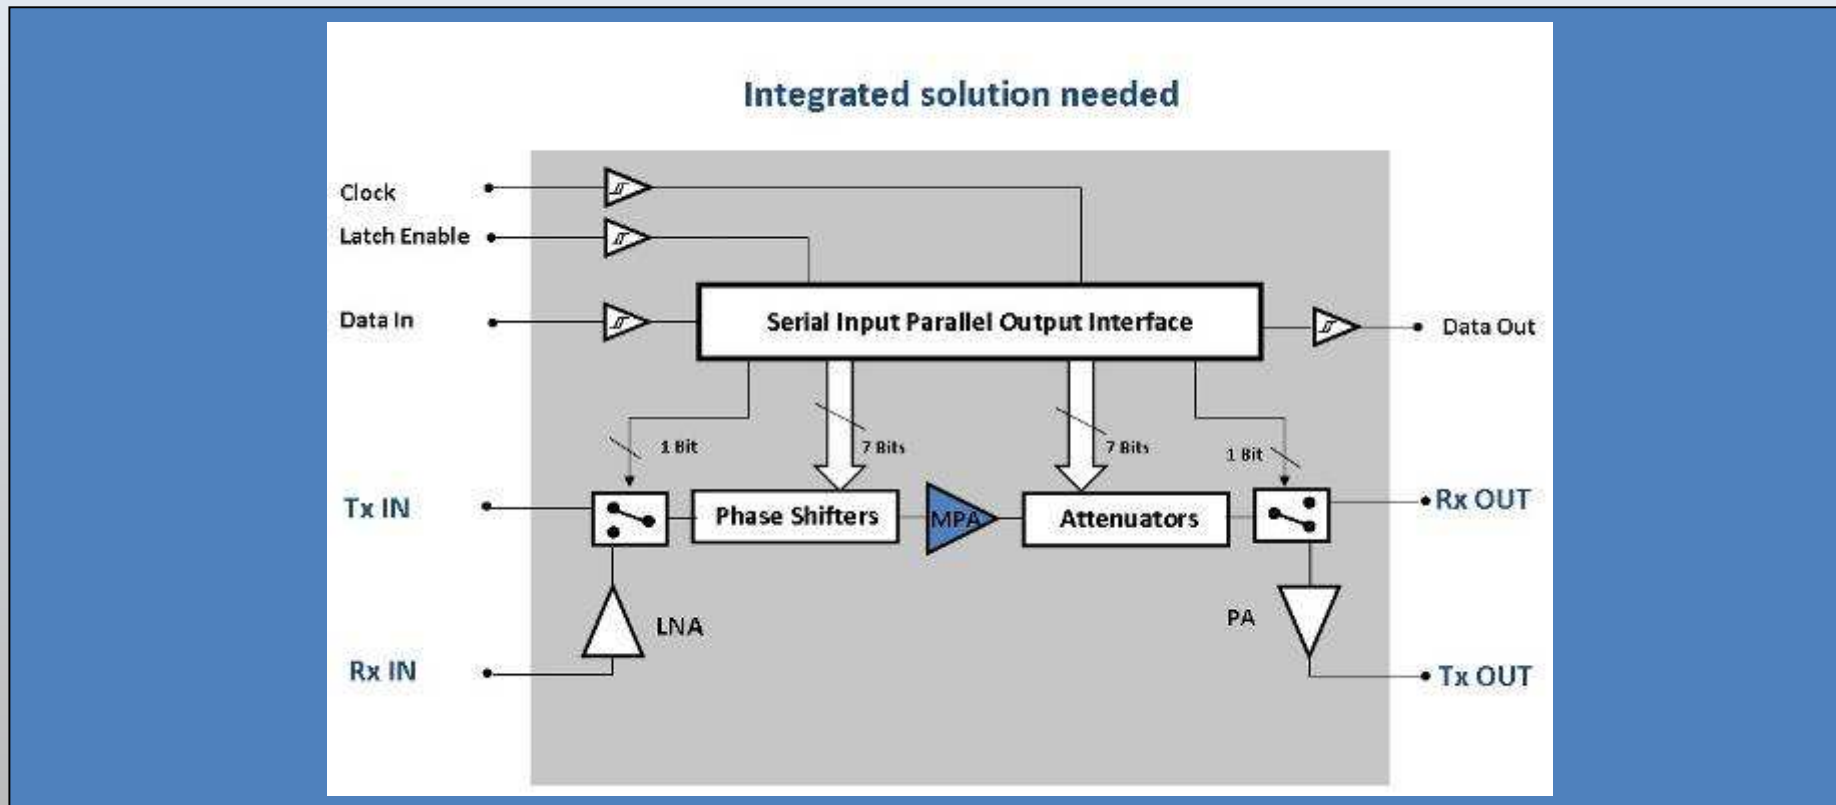 Integrated solution needed
Clock
Latch Enable
Data In
Serial Input Parallel Output Interface
Data Out
1 Bit
7 Bits
7 Bits
1 Bit
Tx IN
Phase Shifters
MPA
Attenuators
Rx OUT
LNA
PA
Rx IN
Tx OUT